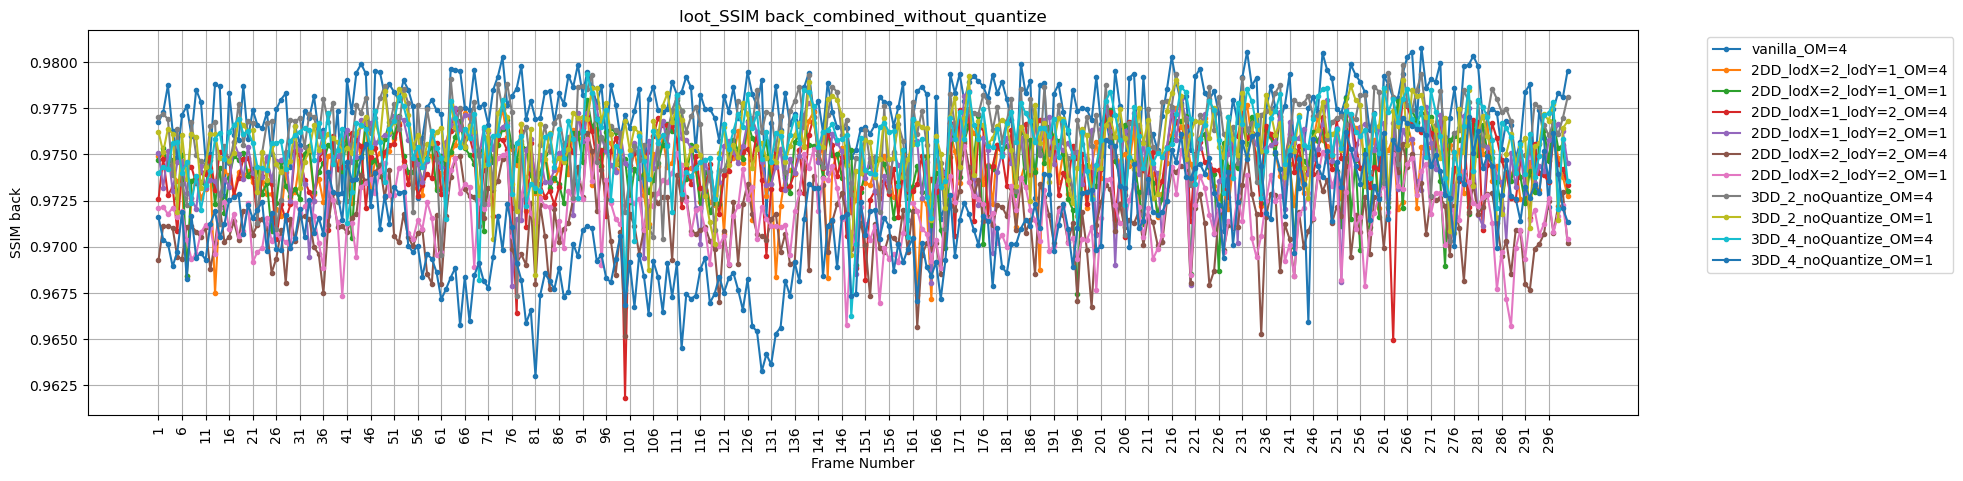 loot_SSIM back_combined_without_quantize
SSIM back
0.9800
0.9775
0.9750
0.9725
0.9700
0.9675
0.9650
0.9625
1 6 11 16 21 26 31 36 41 46 51 56 61 66 71 76 81 86 91 96 101 106 111 116 121 126 131 136 141 146 151 156 161 166 171 176 181 186 191 196 201 206 211 216 221 226 231 236 241 246 251 256 261 266 271 276 281 286 291 296
Frame Number
vanilla_OM=4
2DD_lodX=2_lodY=1_OM=4
2DD_lodX=2_lodY=1_OM=1
2DD_lodX=1_lodY=2_OM=4
2DD_lodX=1_lodY=2_OM=1
2DD_lodX=2_lodY=2_OM=4
2DD_lodX=2_lodY=2_OM=1
3DD_2_noQuantize_OM=4
3DD_2_noQuantize_OM=1
3DD_4_noQuantize_OM=4
3DD_4_noQuantize_OM=1